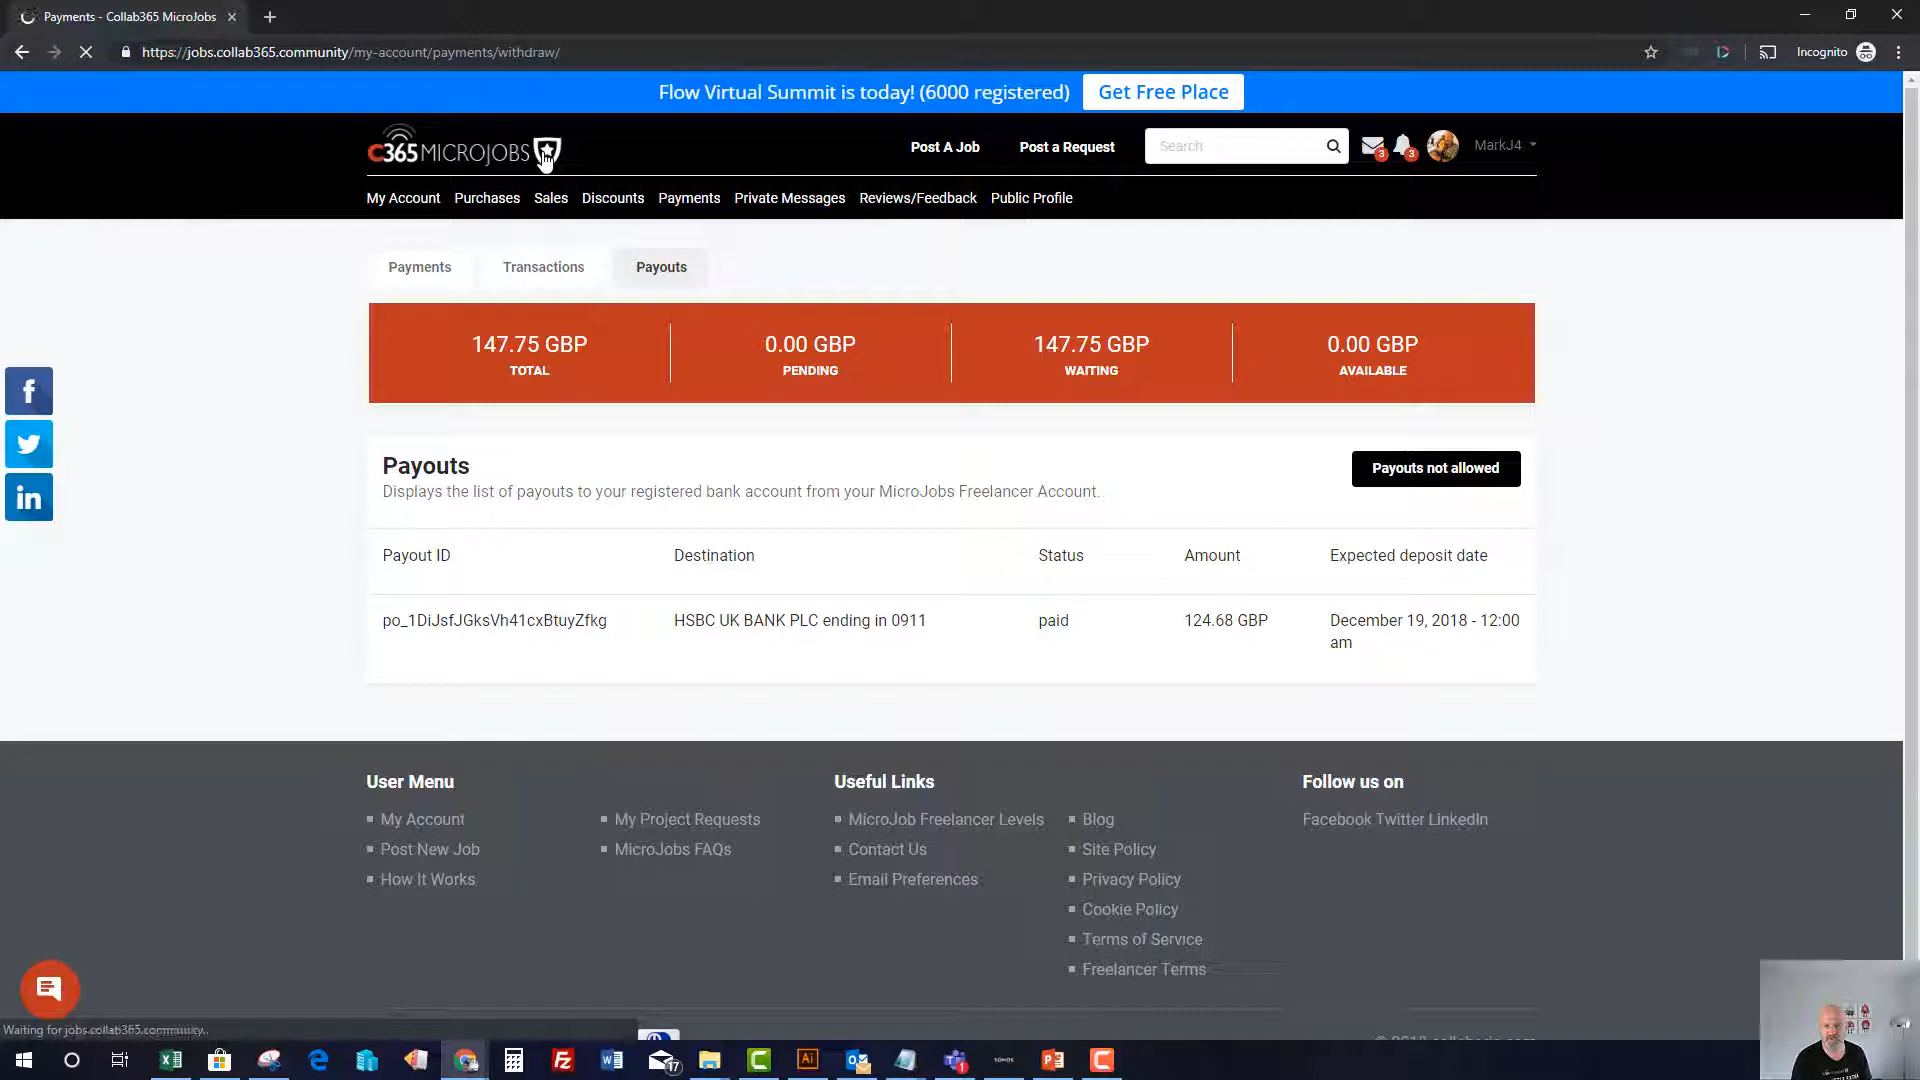 Payments - Collab365 MicroJobs
https://jobs.collab365.community/my-account/payments/withdraw/
Incognito
Flow Virtual Summit is today! (6000 registered)
Get Free Place
C365MICROJOBS
Post A Job
Post a Request
Search
3
3
MarkJ4
My Account
Purchases
Sales
Discounts
Payments
Private Messages
Reviews/Feedback
Public Profile
Payments
Transactions
Payouts
147.75 GBP
TOTAL
0.00 GBP
PENDING
147.75 GBP
WAITING
0.00 GBP
AVAILABLE
Payouts
Displays the list of payouts to your registered bank account from your MicroJobs Freelancer Account.
Payouts not allowed
Payout ID
Destination
Status
Amount
Expected deposit date
po_1DiJsfJGksVh41cxBtuyZfkg
HSBC UK BANK PLC ending in 0911
paid
124.68 GBP
December 19, 2018 - 12:00
am
User Menu
My Account
Post New Job
How It Works
My Project Requests
MicroJobs FAQs
Useful Links
MicroJob Freelancer Levels
Contact Us
Email Preferences
Blog
Site Policy
Privacy Policy
Cookie Policy
Terms of Service
Freelancer Terms
Follow us on
Facebook Twitter LinkedIn
Waiting for jobs.collab365.community...
17
SONOS
1